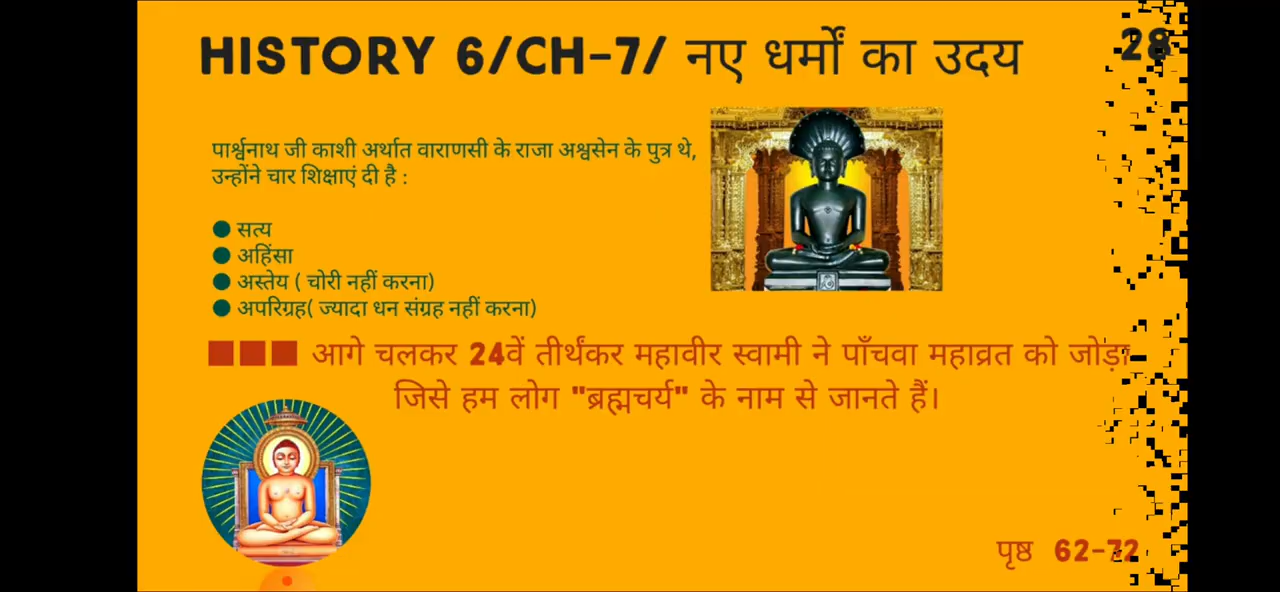 HISTORY 6/CH-7/ नए धर्मों का उदय
28
पार्श्वनाथ जी काशी अर्थात वाराणसी के राजा अश्वसेन के पुत्र थे,
उन्होंने चार शिक्षाएं दी है :
● सत्य
● अहिंसा
● अस्तेय ( चोरी नहीं करना)
● अपरिग्रह( ज्यादा धन संग्रह नहीं करना)
■■■ आगे चलकर 24वें तीर्थंकर महावीर स्वामी ने पाँचवा महाव्रत को जोड़ा
जिसे हम लोग "ब्रह्मचर्य" के नाम से जानते हैं।
पृष्ठ 62-72